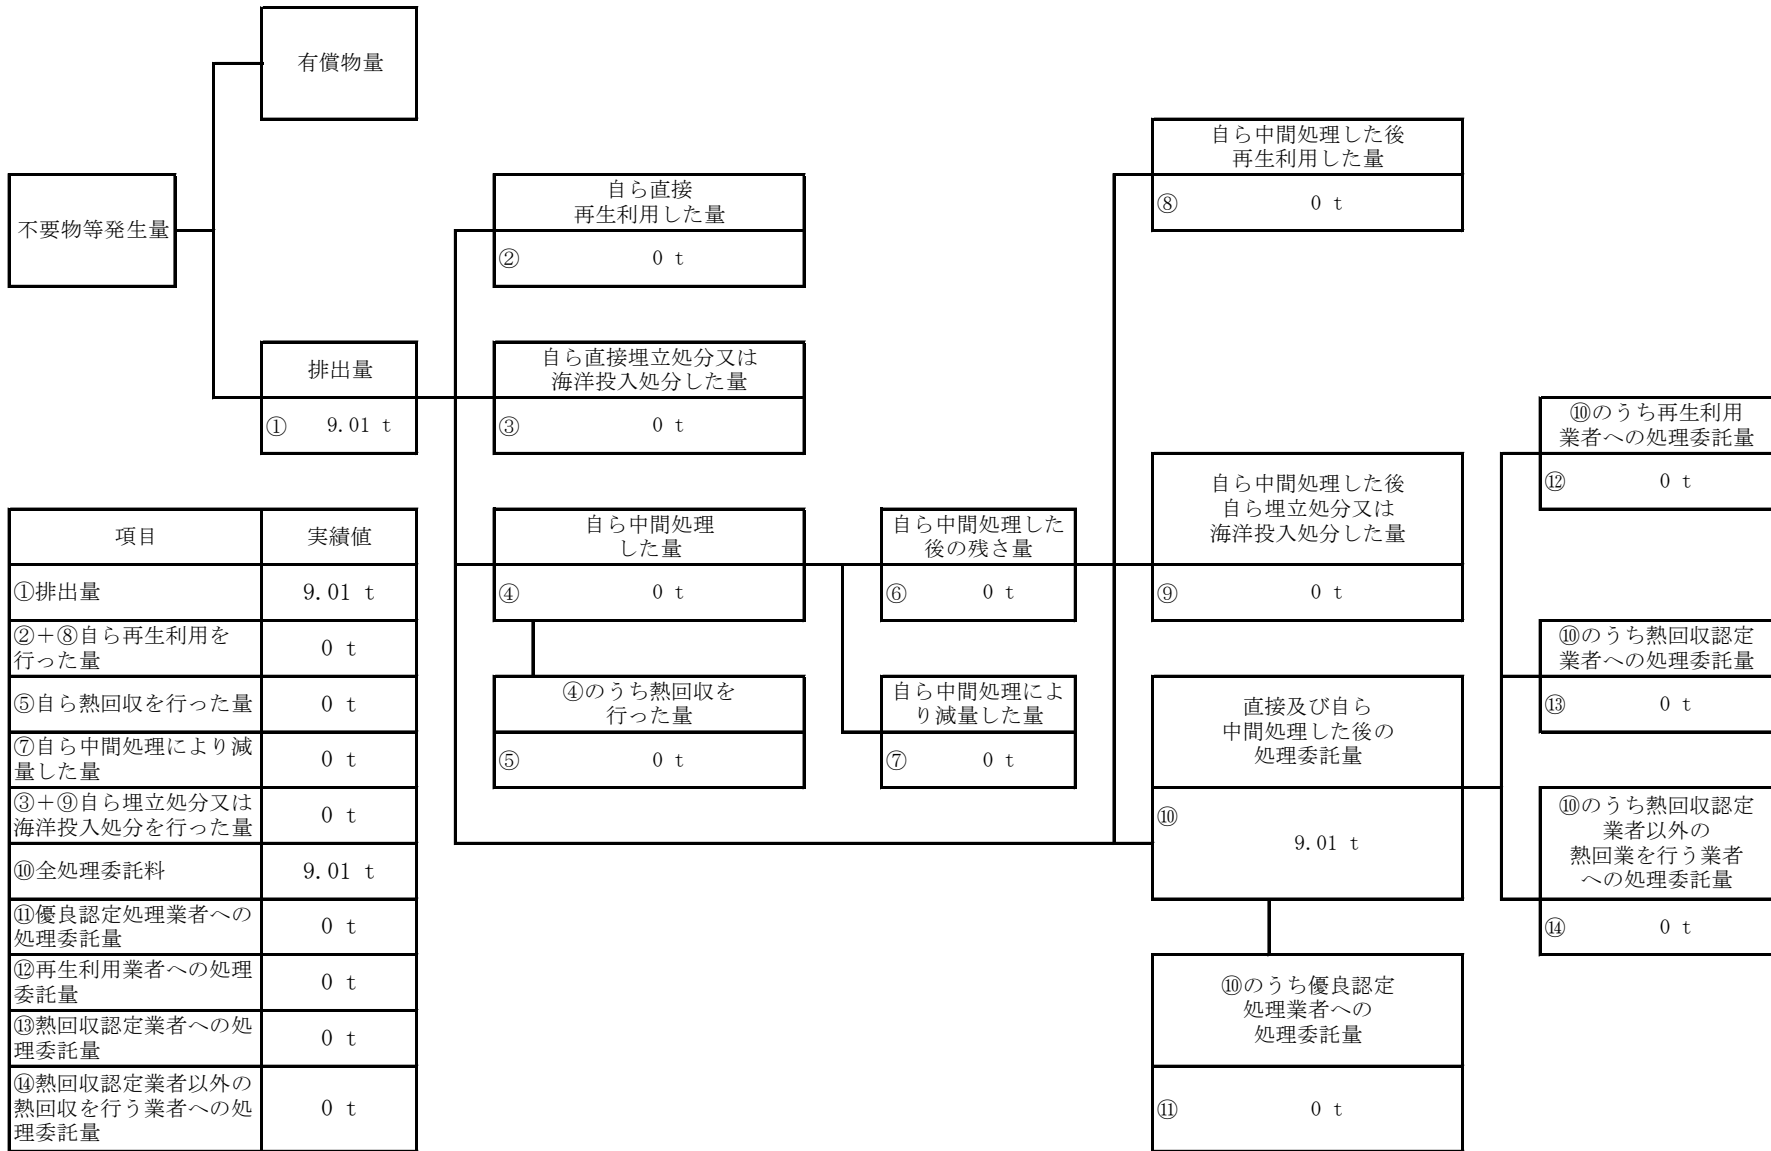 有償物量
不要物等発生量
排出量
① 9.01 t
自ら直接
再生利用した量
② 0 t
自ら直接埋立処分又は
海洋投入処分した量
③ 0 t
自ら中間処理
した量
④ 0 t
④のうち熱回収を
行った量
⑤ 0 t
自ら中間処理した
後の残さ量
⑥ 0 t
自ら中間処理によ
り減量した量
⑦ 0 t
自ら中間処理した後
再生利用した量
⑧ 0 t
自ら中間処理した後
自ら埋立処分又は
海洋投入処分した量
⑨ 0 t
直接及び自ら
中間処理した後の
処理委託量
⑩
9.01 t
⑩のうち優良認定
処理業者への
処理委託量
⑪ 0 t
⑩のうち再生利用
業者への処理委託量
⑫ 0 t
⑩のうち熱回収認定
業者への処理委託量
⑬ 0 t
⑩のうち熱回収認定
業者以外の
熱回業を行う業者
への処理委託量
⑭ 0 t
項目 実績値
①排出量 9.01 t
②＋⑧自ら再生利用を
行った量 0 t
⑤自ら熱回収を行った量 0 t
⑦自ら中間処理により減
量した量 0 t
③＋⑨自ら埋立処分又は
海洋投入処分を行った量 0 t
⑩全処理委託料 9.01 t
⑪優良認定処理業者への
処理委託量 0 t
⑫再生利用業者への処理
委託量 0 t
⑬熱回収認定業者への処
理委託量 0 t
⑭熱回収認定業者以外の
熱回収を行う業者への処
理委託量 0 t